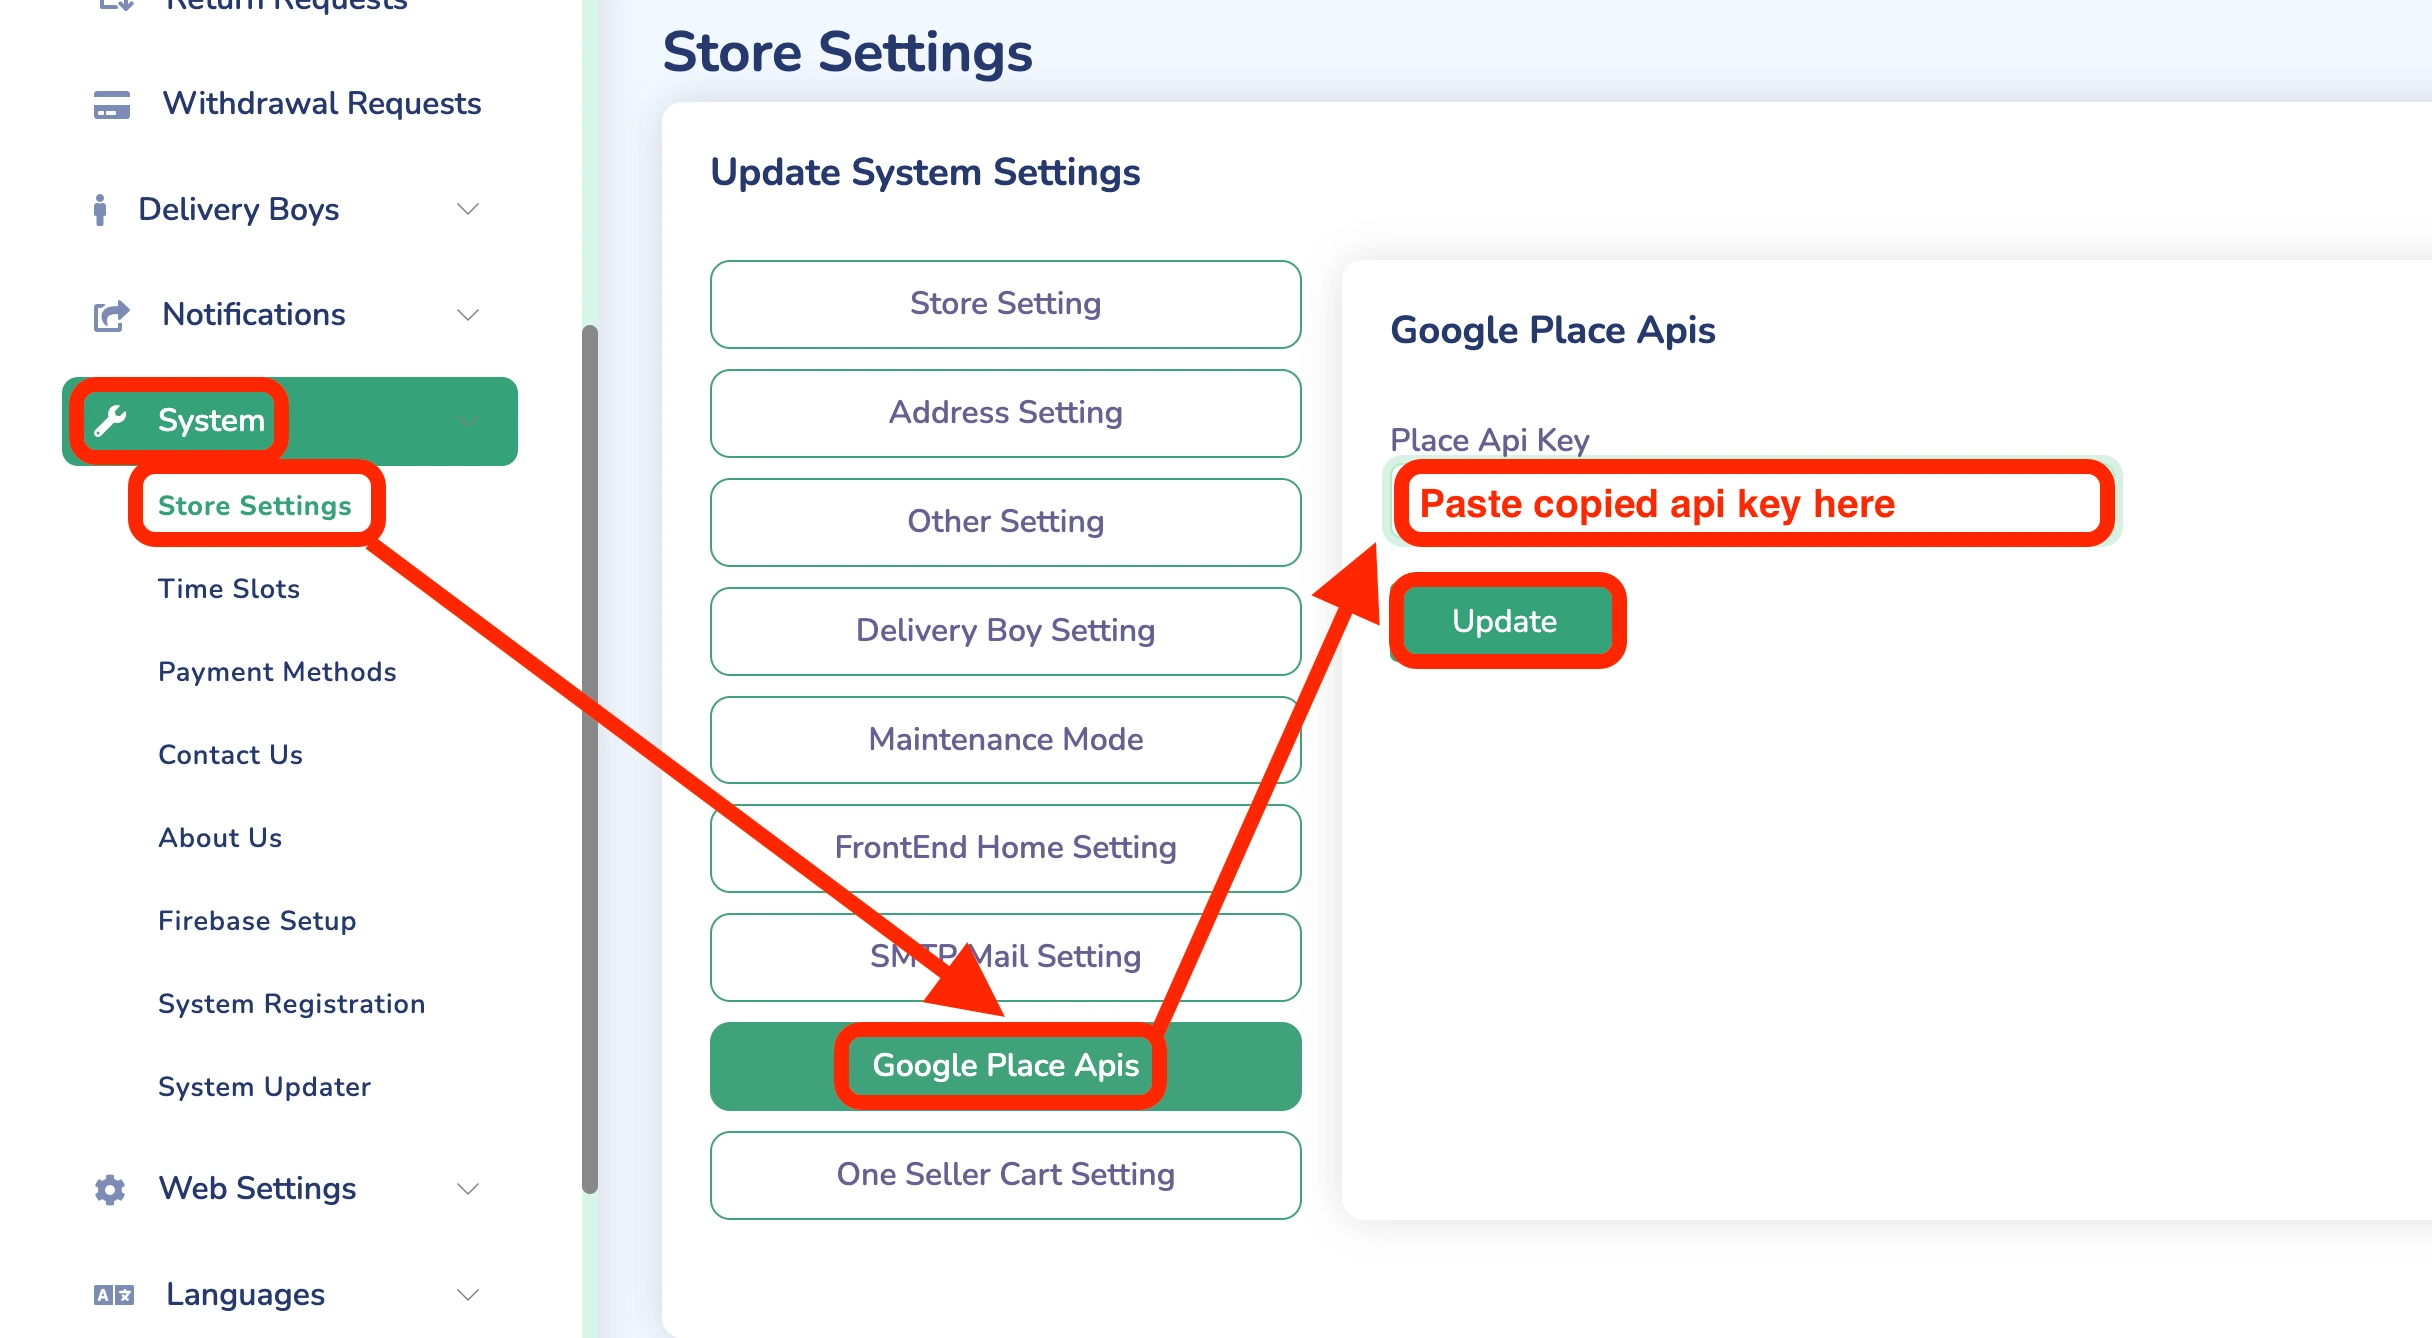 Return Requests
Withdrawal Requests
Delivery Boys
Notifications
System
Store Settings
Time Slots
Payment Methods
Contact Us
About Us
Firebase Setup
System Registration
System Updater
Web Settings
Languages
Store Settings
Update System Settings
Store Setting
Address Setting
Other Setting
Delivery Boy Setting
Maintenance Mode
FrontEnd Home Setting
SMTP Mail Setting
Google Place Apis
One Seller Cart Setting
Google Place Apis
Place Api Key
Paste copied api key here
Update